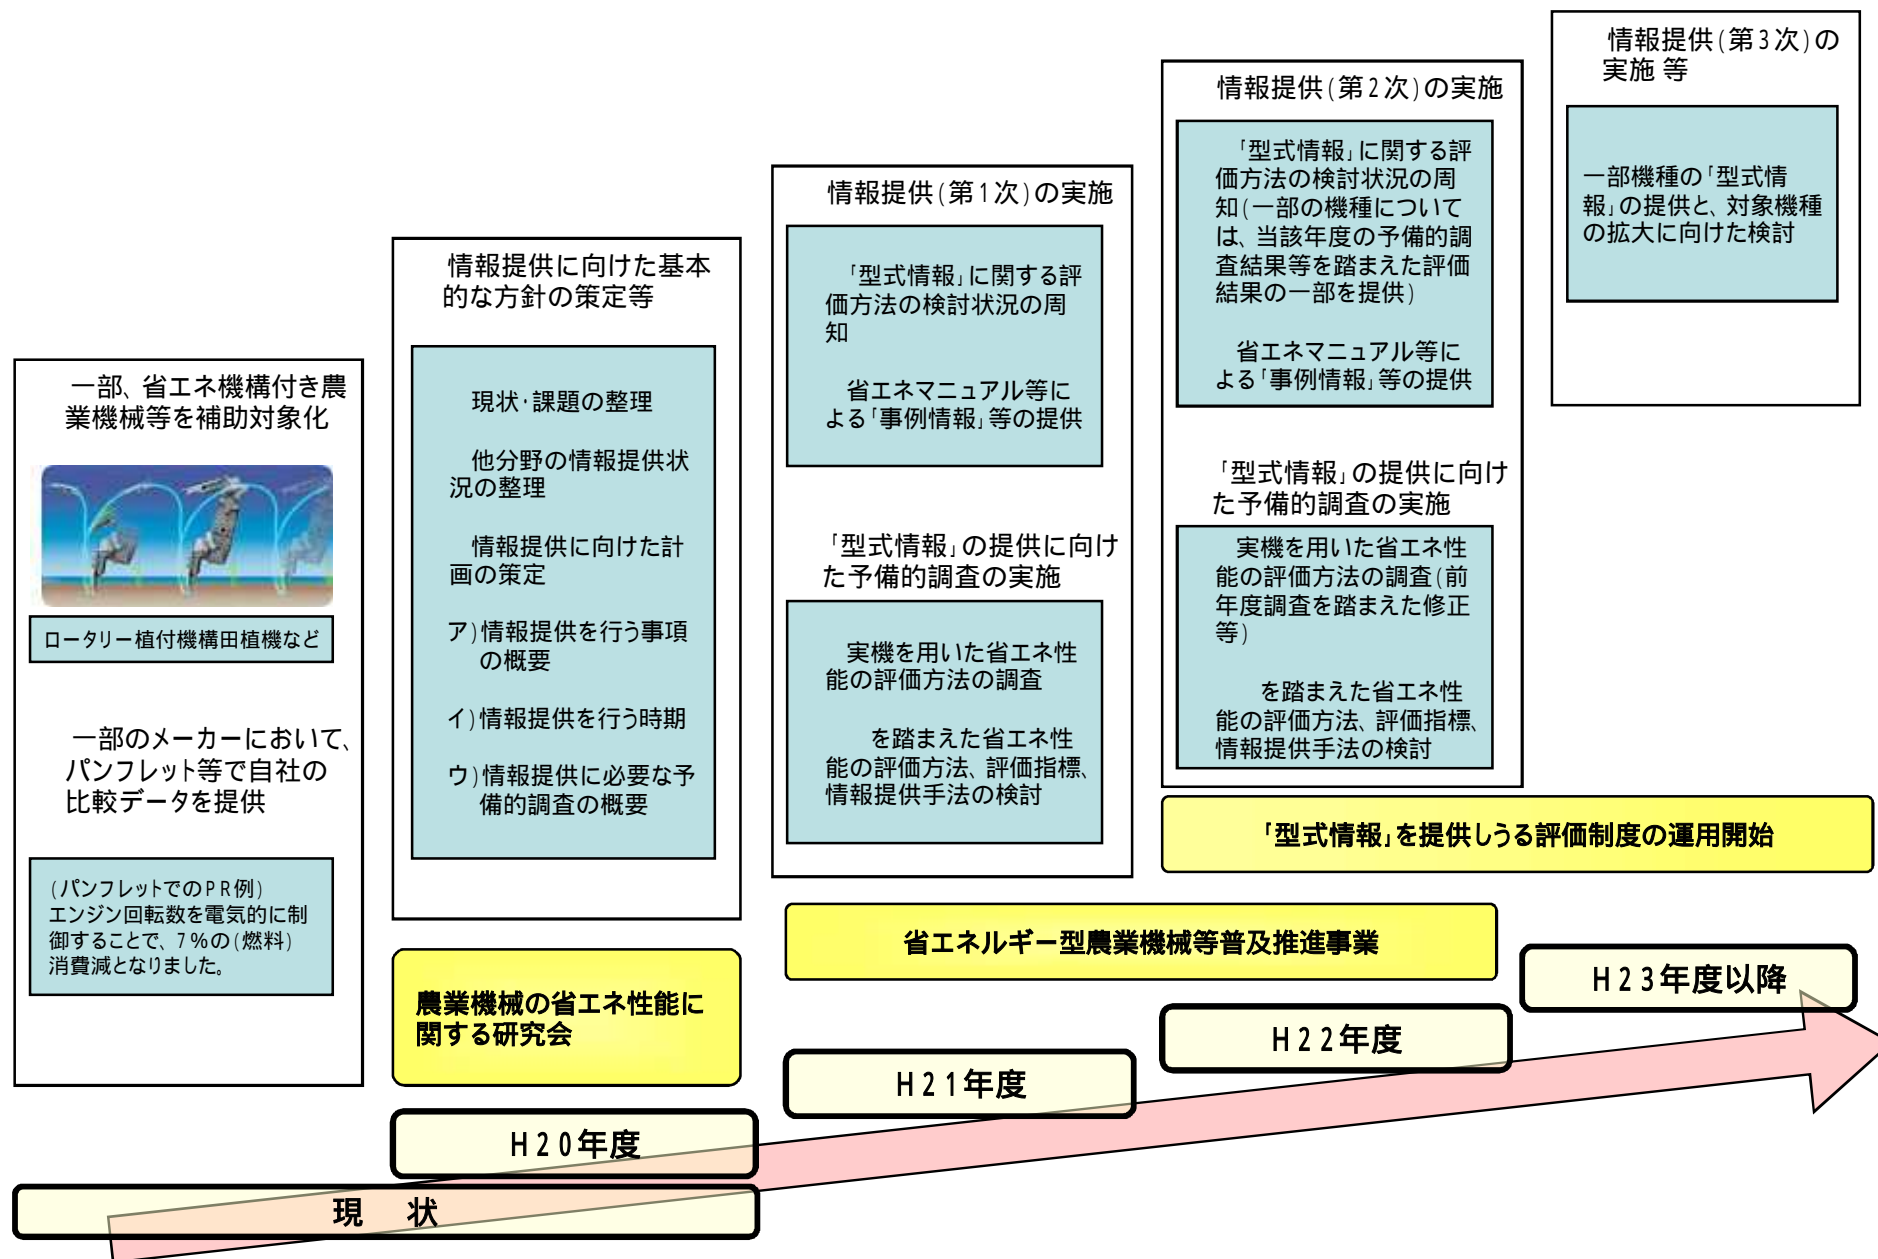 一部、省エネ機構付き農
業機械等を補助対象化
ロータリー植付機構田植機など
一部のメーカーにおいて、
パンフレット等で自社の
比較データを提供
(パンフレットでのPR例)
エンジン回転数を電気的に制
御することで、7%の(燃料)
消費減となりました。
情報提供に向けた基本
的な方針の策定等
現状・課題の整理
他分野の情報提供状
況の整理
情報提供に向けた計
画の策定
ア)情報提供を行う事項
の概要
イ)情報提供を行う時期
ウ)情報提供に必要な予
備的調査の概要
農業機械の省エネ性能に
関する研究会
情報提供(第1次)の実施
「型式情報」に関する評
価方法の検討状況の周
知
省エネマニュアル等に
よる「事例情報」等の提供
「型式情報」の提供に向け
た予備的調査の実施
実機を用いた省エネ性
能の評価方法の調査
を踏まえた省エネ性
能の評価方法、評価指標、
情報提供手法の検討
情報提供(第2次)の実施
「型式情報」に関する評
価方法の検討状況の周
知(一部の機種について
は、当該年度の予備的調
査結果等を踏まえた評価
結果の一部を提供)
省エネマニュアル等に
よる「事例情報」等の提供
「型式情報」の提供に向け
た予備的調査の実施
実機を用いた省エネ性
能の評価方法の調査(前
年度調査を踏まえた修正
等)
を踏まえた省エネ性
能の評価方法、評価指標、
情報提供手法の検討
情報提供(第3次)の
実施 等
一部機種の「型式情
報」の提供と、対象機種
の拡大に向けた検討
「型式情報」を提供しうる評価制度の運用開始
省エネルギー型農業機械等普及推進事業
H23年度以降
H22年度
H21年度
H20年度
現 状